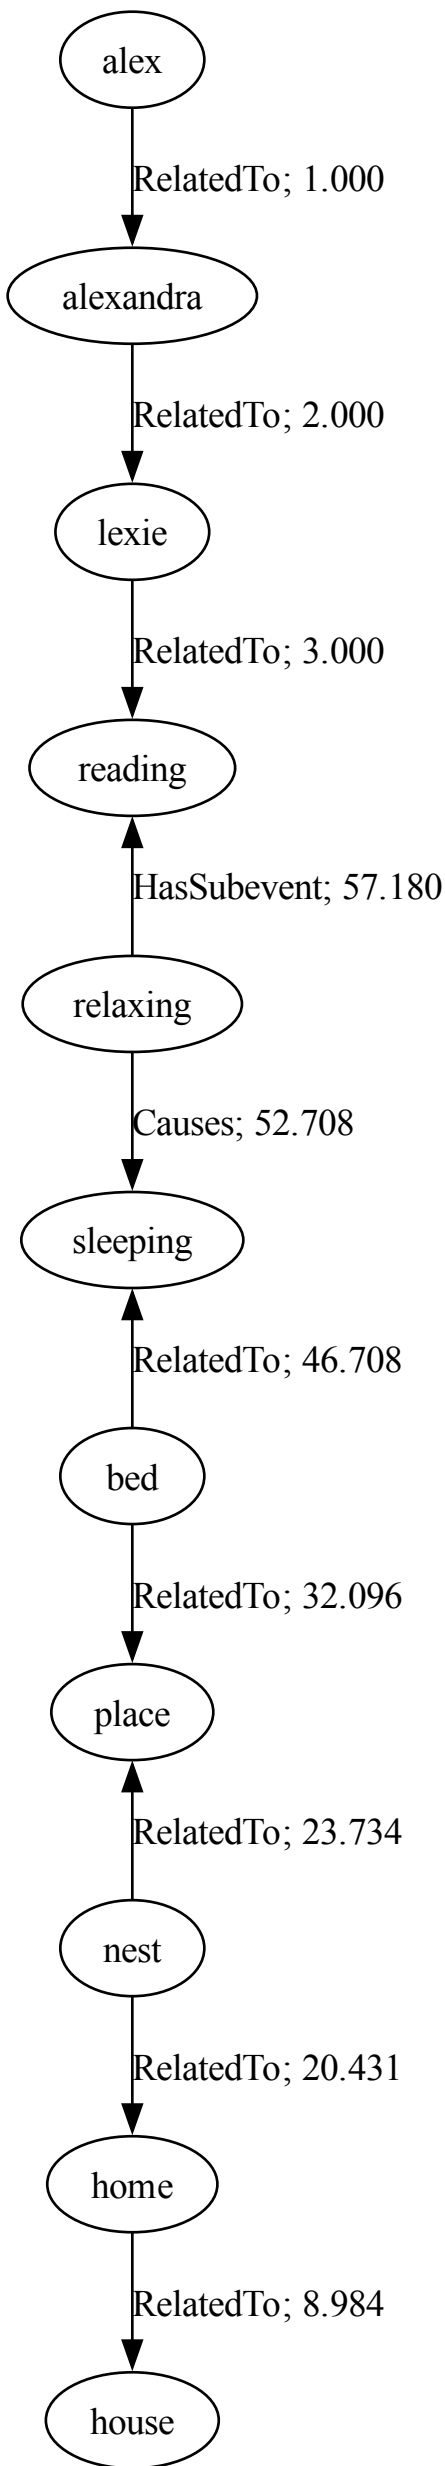 alex
RelatedTo; 1.000
alexandra
RelatedTo; 2.000
lexie
RelatedTo; 3.000
reading
HasSubevent; 57.180
relaxing
Causes; 52.708
sleeping
RelatedTo; 46.708
bed
RelatedTo; 32.096
place
RelatedTo; 23.734
nest
RelatedTo; 20.431
home
RelatedTo; 8.984
house